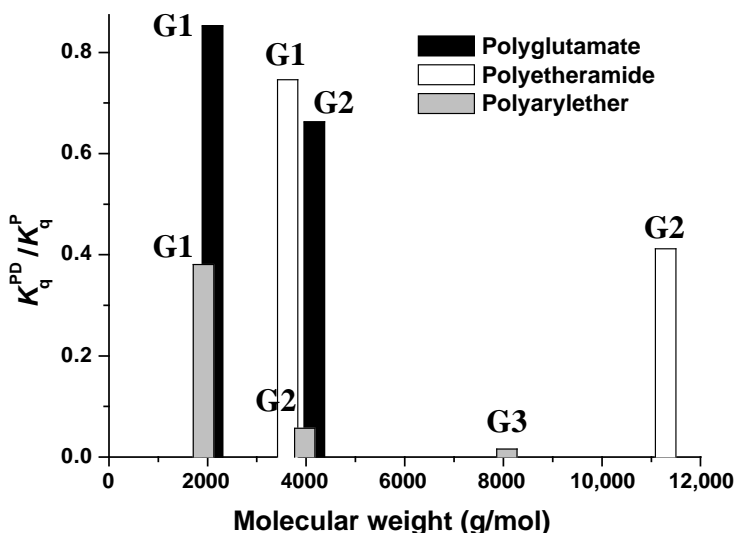 G1
G1
G2
G1
G2
G2
G3
Polyglutamate
Polyetheramide
Polyarylether
0.8
0.6
0.4
0.2
0.0
K_q^PD / K_q^P
0 2000 4000 6000 8000 10,000 12,000
Molecular weight (g/mol)